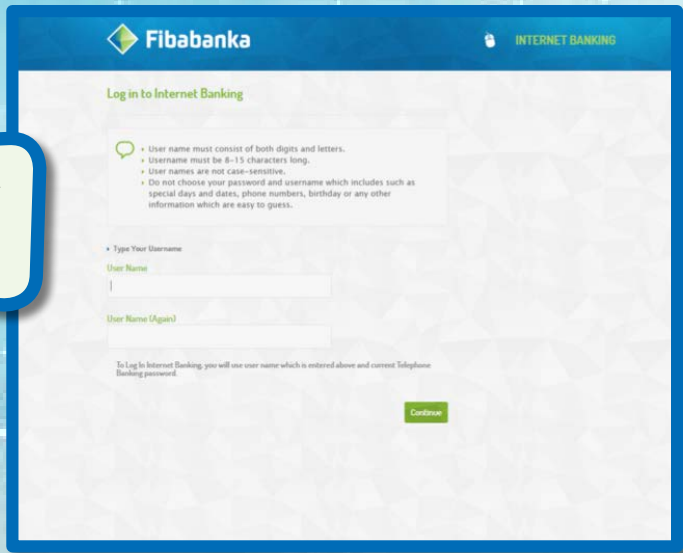 Fibabanka
INTERNET BANKING
Log in to Internet Banking
User name must consist of both digits and letters.
Username must be 8-15 characters long.
User names are not case-sensitive.
Do not choose your password and username which includes such as
special days and dates, phone numbers, birthday or any other
information which are easy to guess.
Type Your Username
User Name
User Name (Again)
To Log In Internet Banking, you will use user name which is entered above and current Telephone
Banking password.
Continue